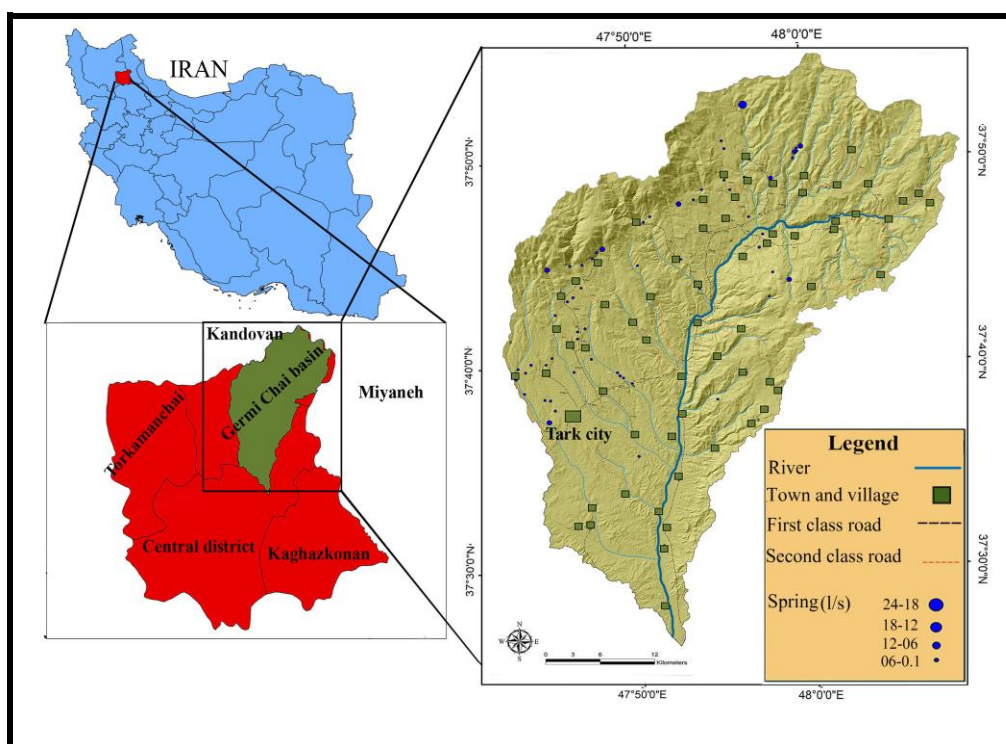 IRAN
Kandovan
Germi Chai basin
Miyaneh
Torkamanchai
Central district
Kaghazkonan
47°50'0"E
48°0'0"E
37°50'0"N
37°50'0"N
37°40'0"N
37°40'0"N
37°30'0"N
37°30'0"N
47°50'0"E
48°0'0"E
Tark city
N
W E
S
0 3 6 12
Kilometers
Legend
River
Town and village
First class road
Second class road
Spring(l/s)
24-18
18-12
12-06
06-0.1